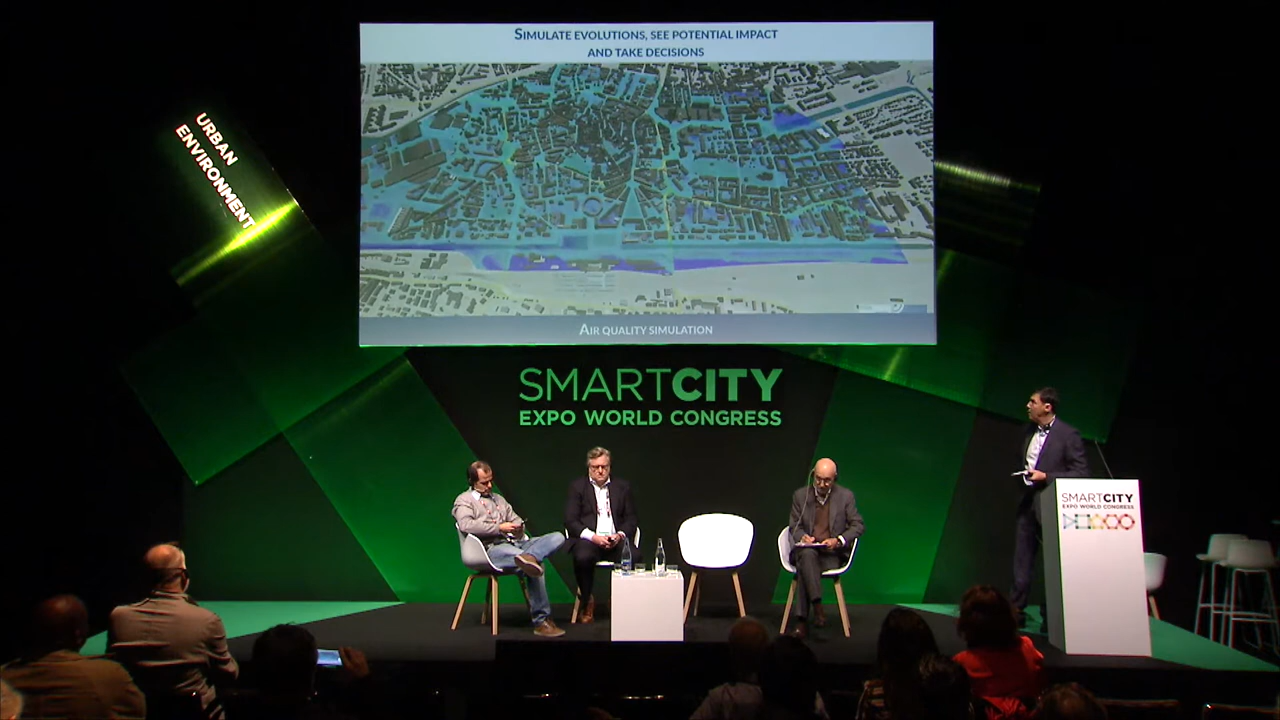 SIMULATE EVOLUTIONS, SEE POTENTIAL IMPACT
AND TAKE DECISIONS
URBAN
ENVIRONMENT
AIR QUALITY SIMULATION
SMARTCITY
EXPO WORLD CONGRESS
SMARTCITY
EXPO WORLD CONGRESS